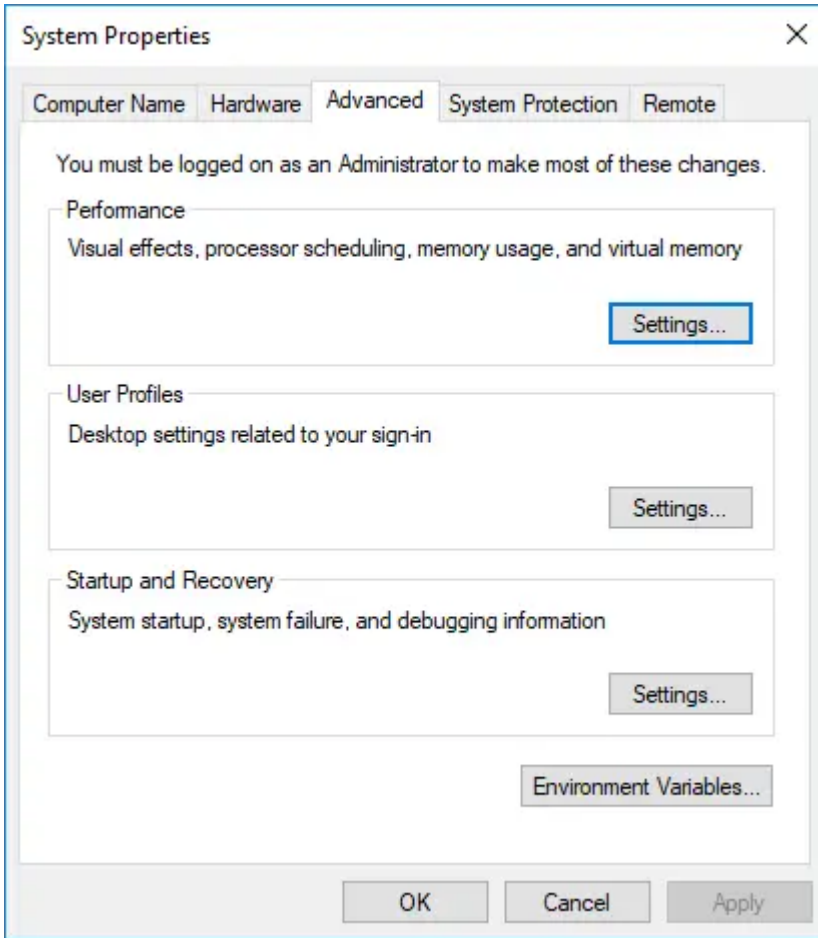 System Properties
Computer Name Hardware Advanced System Protection Remote
You must be logged on as an Administrator to make most of these changes.
Performance
Visual effects, processor scheduling, memory usage, and virtual memory
Settings...
User Profiles
Desktop settings related to your sign-in
Settings...
Startup and Recovery
System startup, system failure, and debugging information
Settings...
Environment Variables...
OK Cancel Apply